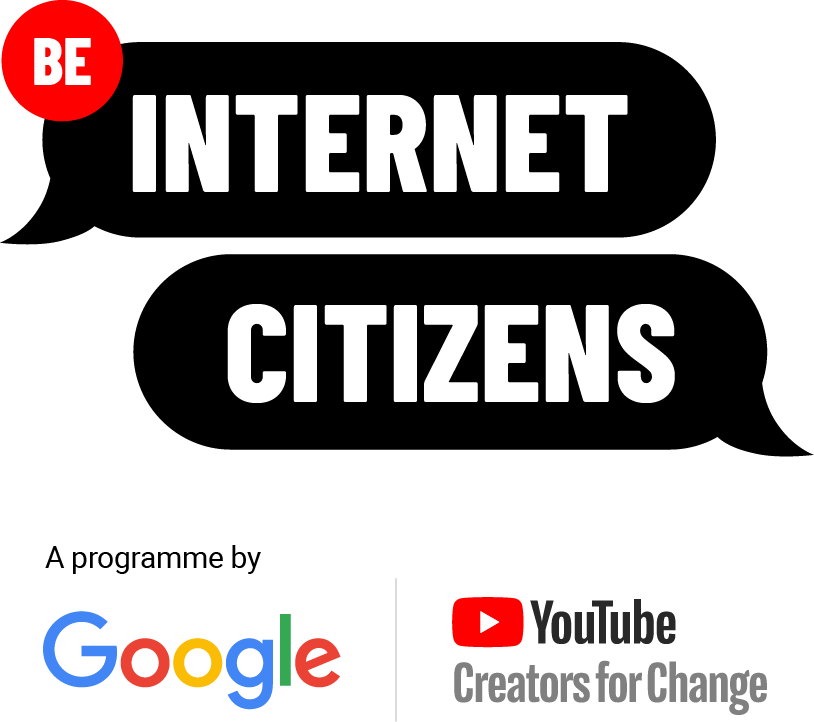 BE
INTERNET
CITIZENS
A programme by
Google
YouTube
Creators for Change